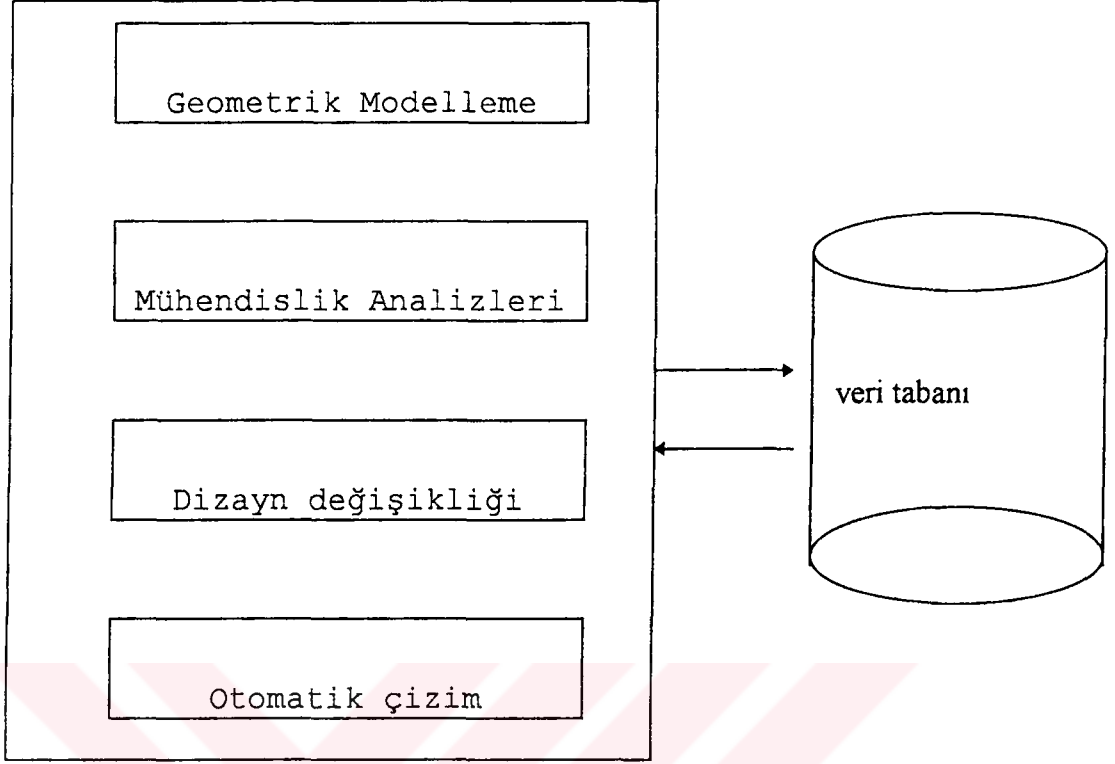 Geometrik Modelleme
Mühendislik Analizleri
veri tabanı
Dizayn değişikliği
Otomatik çizim